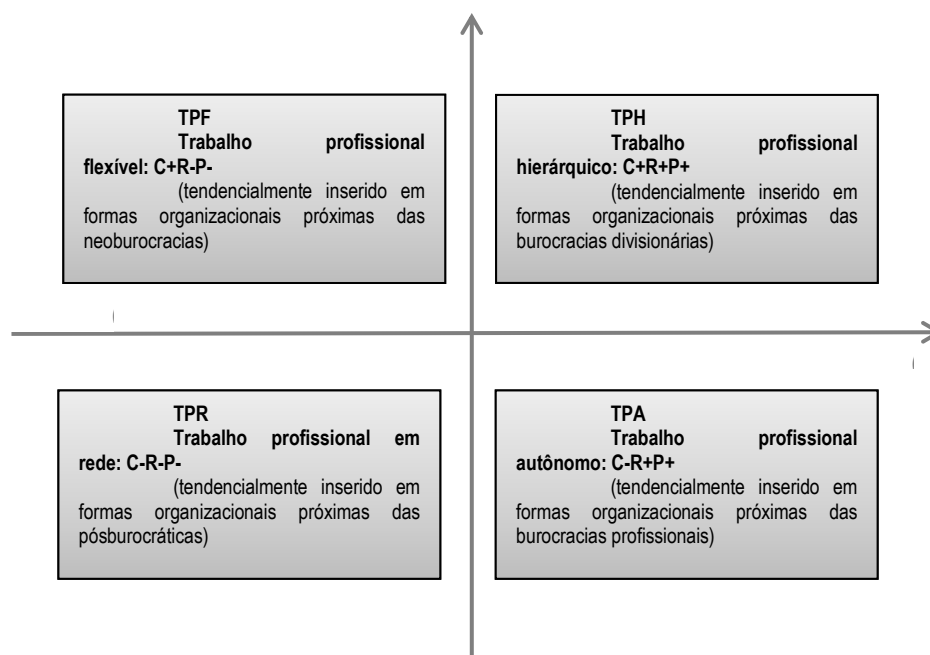 TPF
Trabalho profissional
flexível: C+R-P-
(tendencialmente inserido em
formas organizacionais próximas das
neoburocracias)
TPH
Trabalho profissional
hierárquico: C+R+P+
(tendencialmente inserido em
formas organizacionais próximas das
burocracias divisionárias)
TPR
Trabalho profissional em
rede: C-R-P-
(tendencialmente inserido em
formas organizacionais próximas das
pósburocráticas)
TPA
Trabalho profissional
autônomo: C-R+P+
(tendencialmente inserido em
formas organizacionais próximas das
burocracias profissionais)